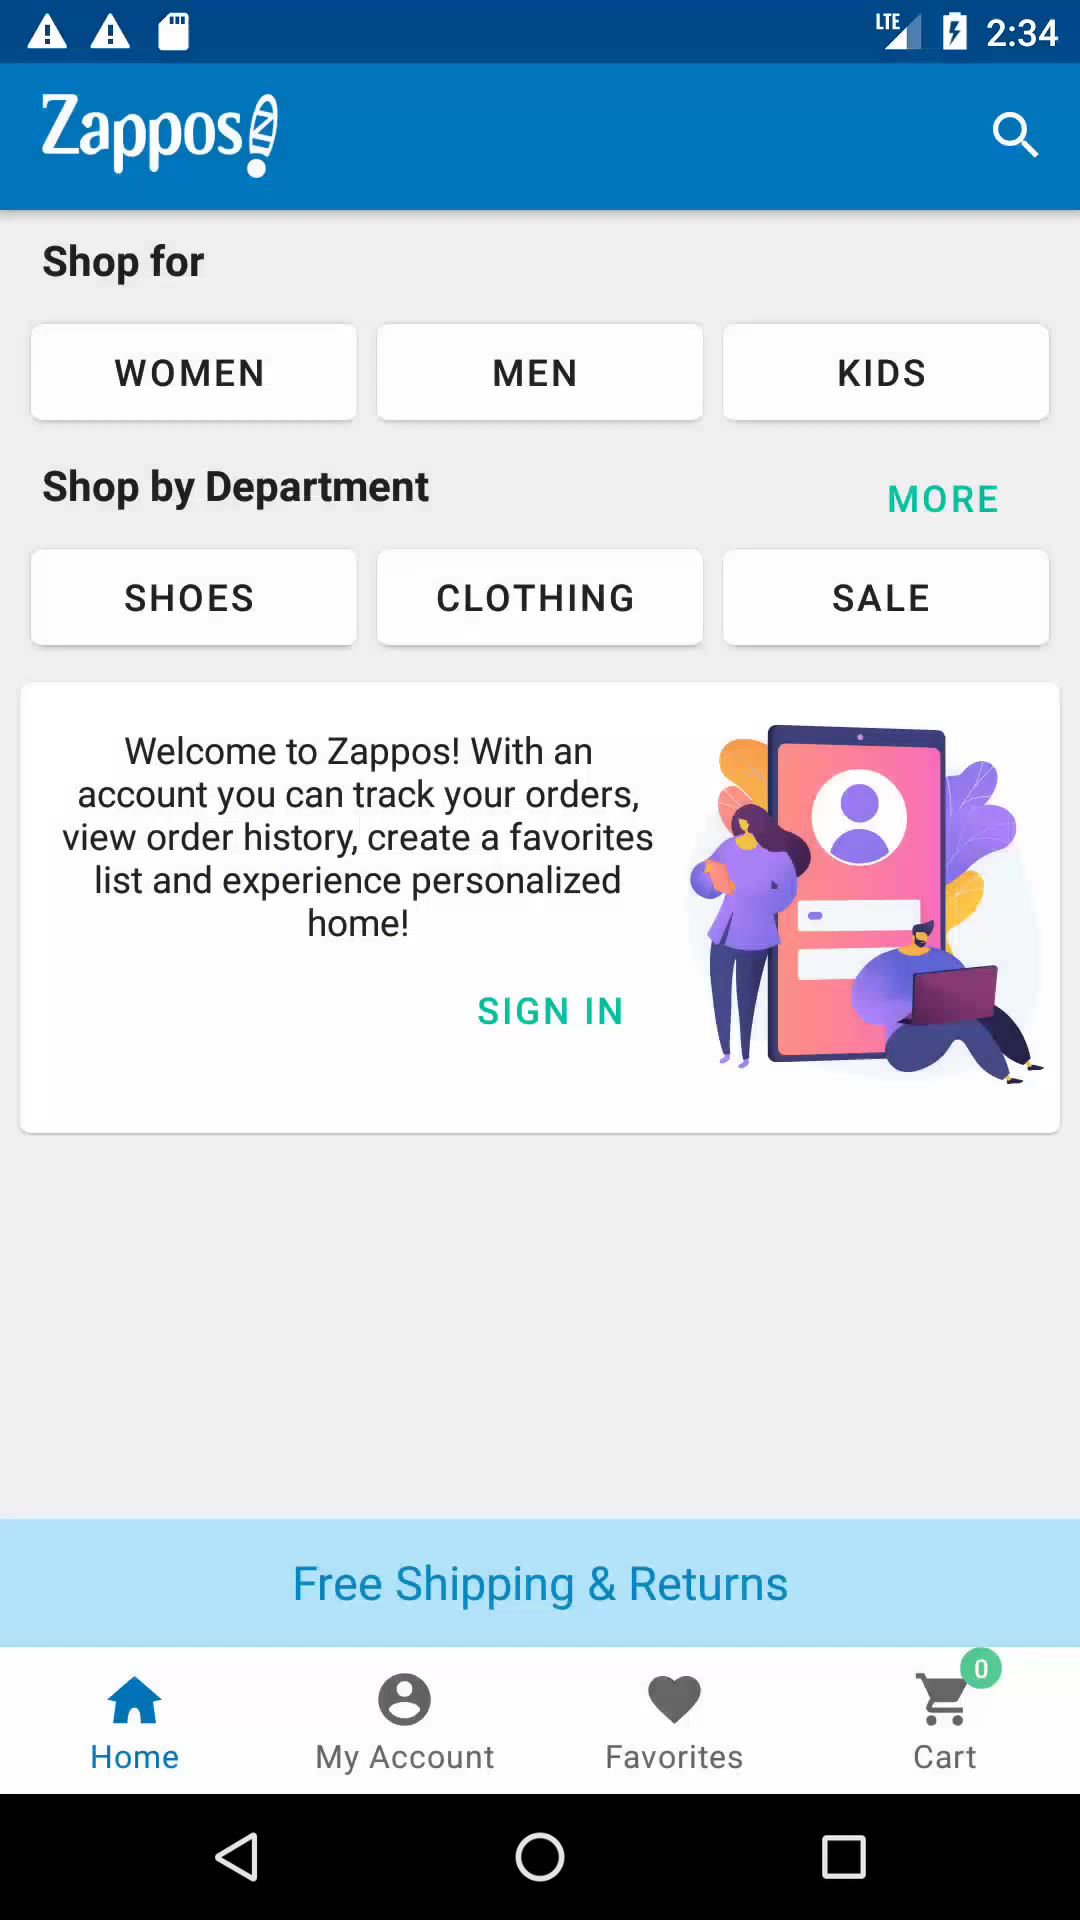 LTE 2:34
Zappos
Shop for
WOMEN MEN KIDS
Shop by Department
MORE
SHOES CLOTHING SALE
Welcome to Zappos! With an
account you can track your orders,
view order history, create a favorites
list and experience personalized
home!
SIGN IN
Free Shipping & Returns
0
Home My Account Favorites Cart